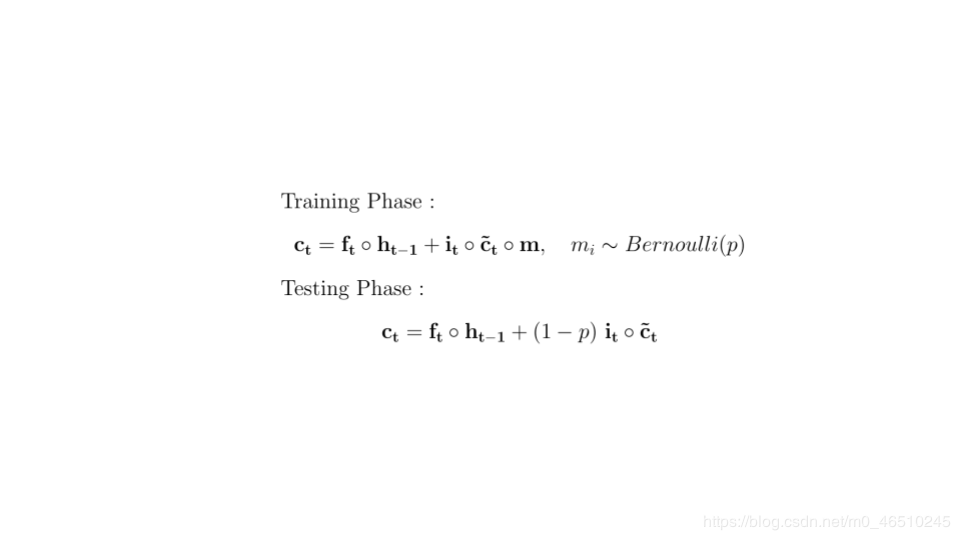 Training Phase :
c_t = f_t ∘ h_{t−1} + i_t ∘ c̃_t ∘ m,    m_i ∼ Bernoulli(p)
Testing Phase :
c_t = f_t ∘ h_{t−1} + (1 − p) i_t ∘ c̃_t
https://blog.csdn.net/m0_46510245